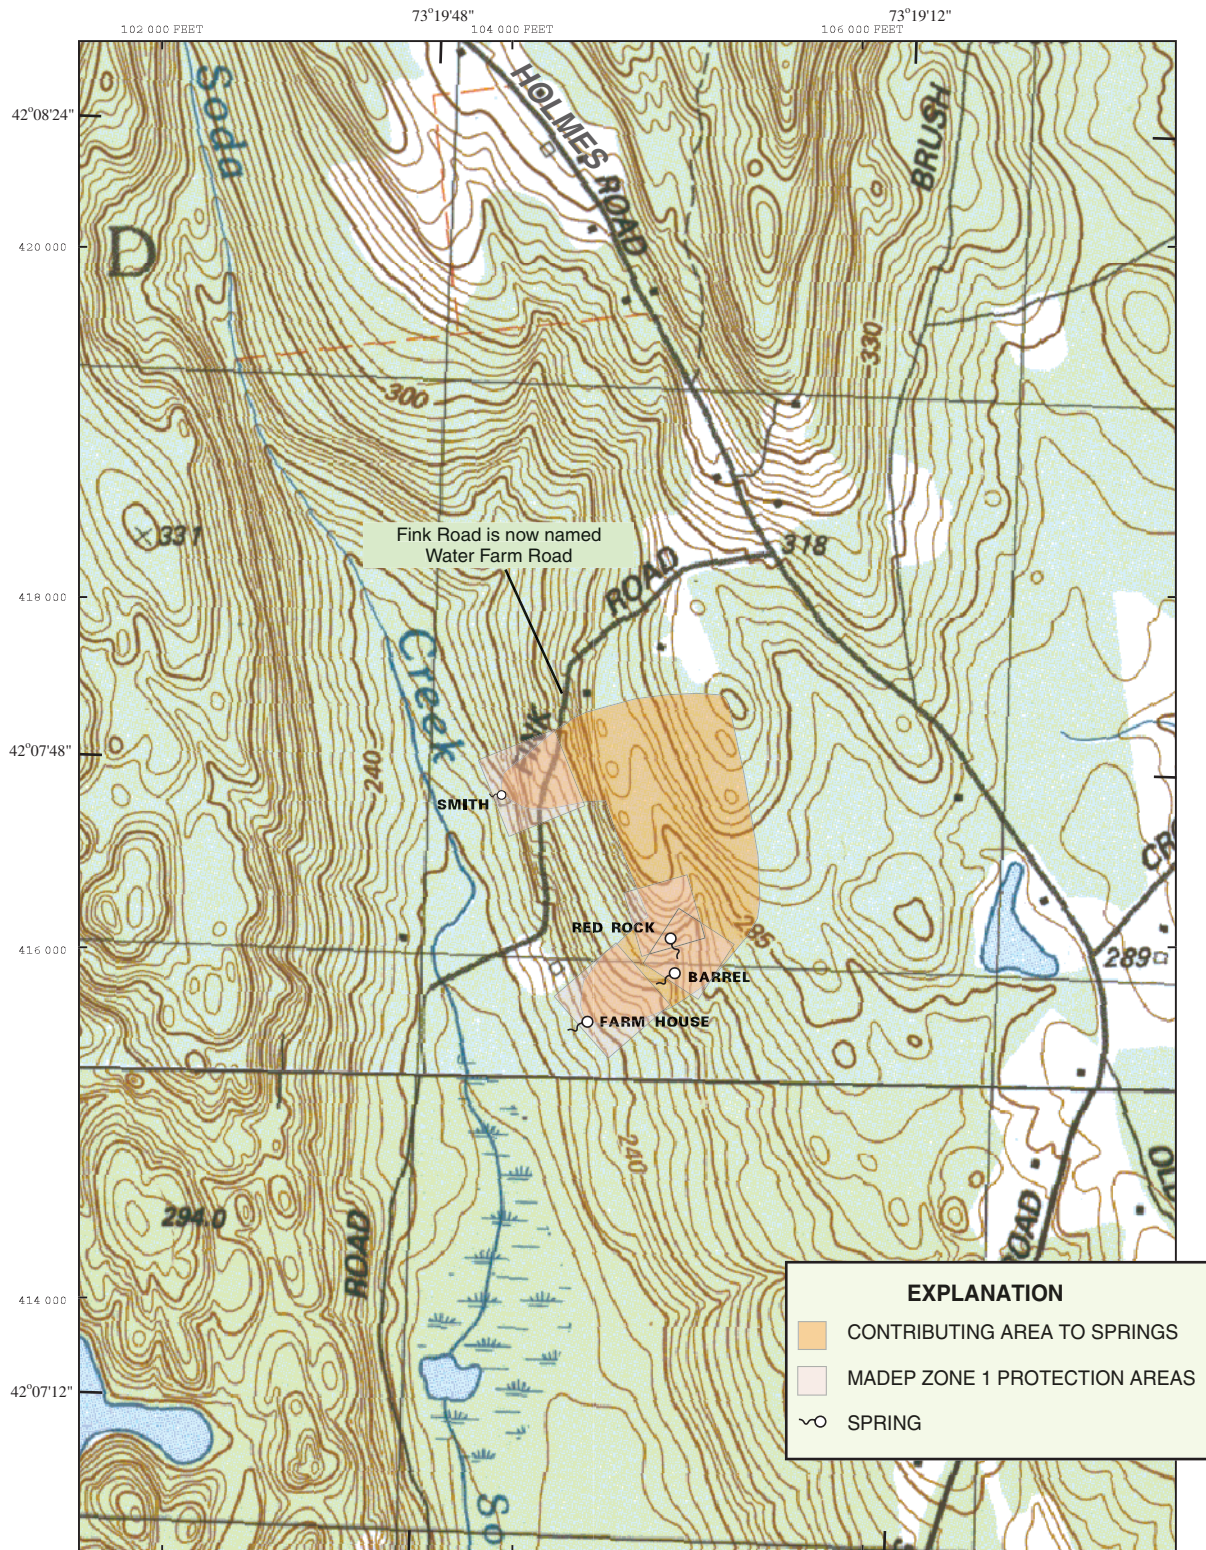 73°19'48"
73°19'12"
102 000 FEET
104 000 FEET
106 000 FEET
42°08'24"
Soda
HOLMES ROAD
BRUSH
420 000
D
330
300
331
Fink Road is now named
Water Farm Road
318
ROAD
418 000
Creek
FINK
42°07'48"
240
SMITH
RED ROCK
285
416 000
289
BARREL
FARM HOUSE
240
294.0
ROAD
ROAD
414 000
42°07'12"
EXPLANATION
CONTRIBUTING AREA TO SPRINGS
MADEP ZONE 1 PROTECTION AREAS
SPRING
So